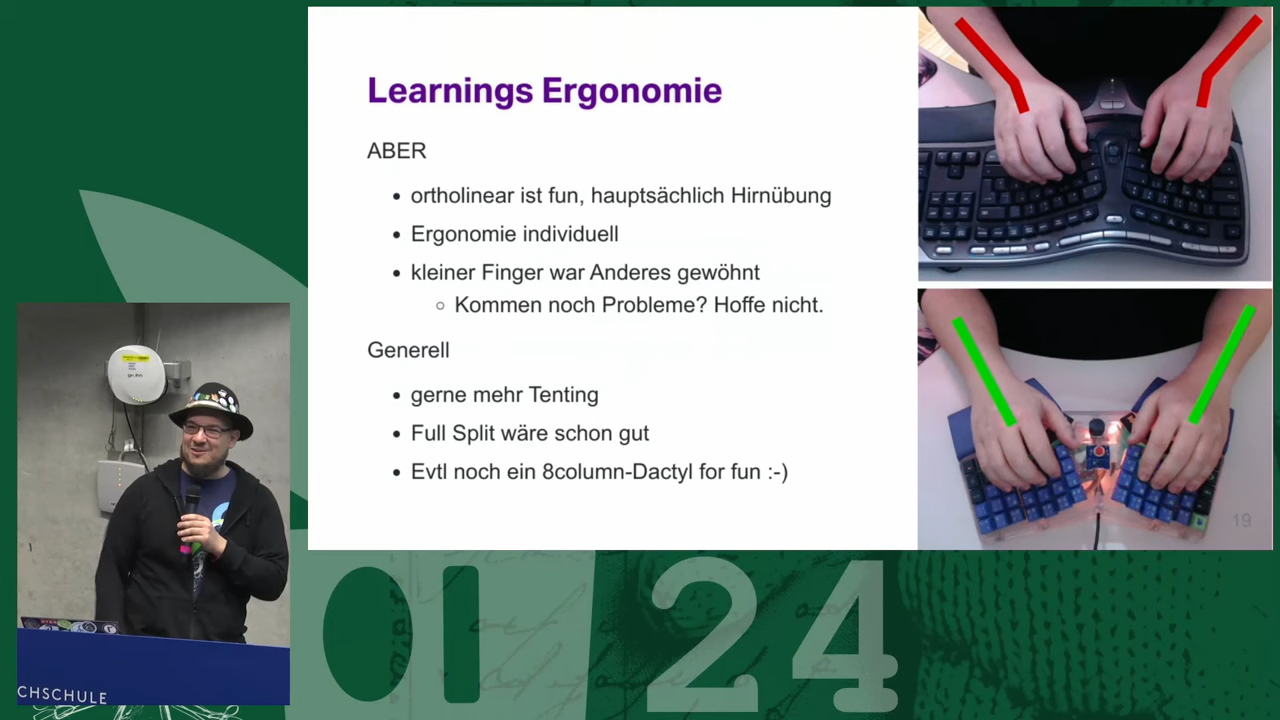 Learnings Ergonomie
ABER
• ortholinear ist fun, hauptsächlich Hirnübung
• Ergonomie individuell
• kleiner Finger war Anderes gewöhnt
○ Kommen noch Probleme? Hoffe nicht.
Generell
• gerne mehr Tenting
• Full Split wäre schon gut
• Evtl noch ein 8column-Dactyl for fun :-)
19
CHSCHULE
24